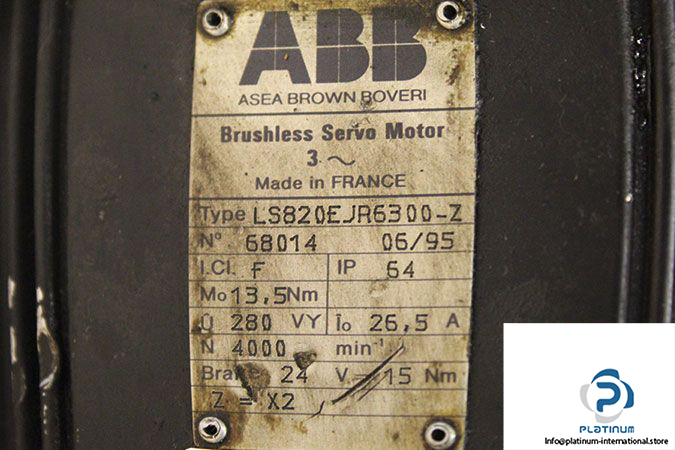 ABB
ASEA BROWN BOVERI
Brushless Servo Motor
3 ~
Made in FRANCE
Type LS820EJR6300-Z
N° 68014 06/95
I.Cl. F IP 64
Mo 13,5 Nm
Û 280 VY Îo 26,5 A
N 4000 min⁻¹
Brake 24 V 15 Nm
Z = X2
PLATINUM
Info@platinum-international.store